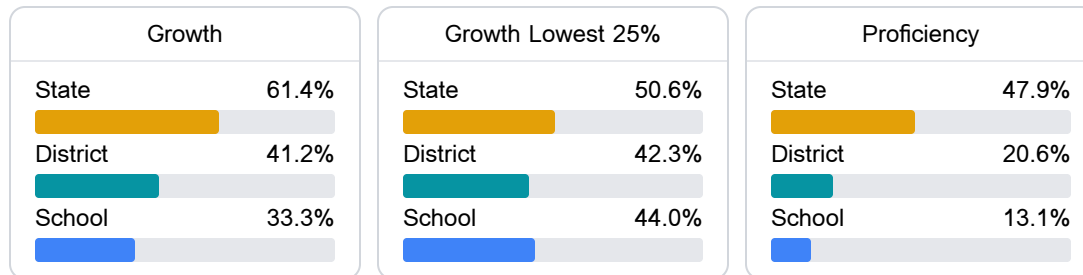 Growth
State 61.4%
District 41.2%
School 33.3%
Growth Lowest 25%
State 50.6%
District 42.3%
School 44.0%
Proficiency
State 47.9%
District 20.6%
School 13.1%